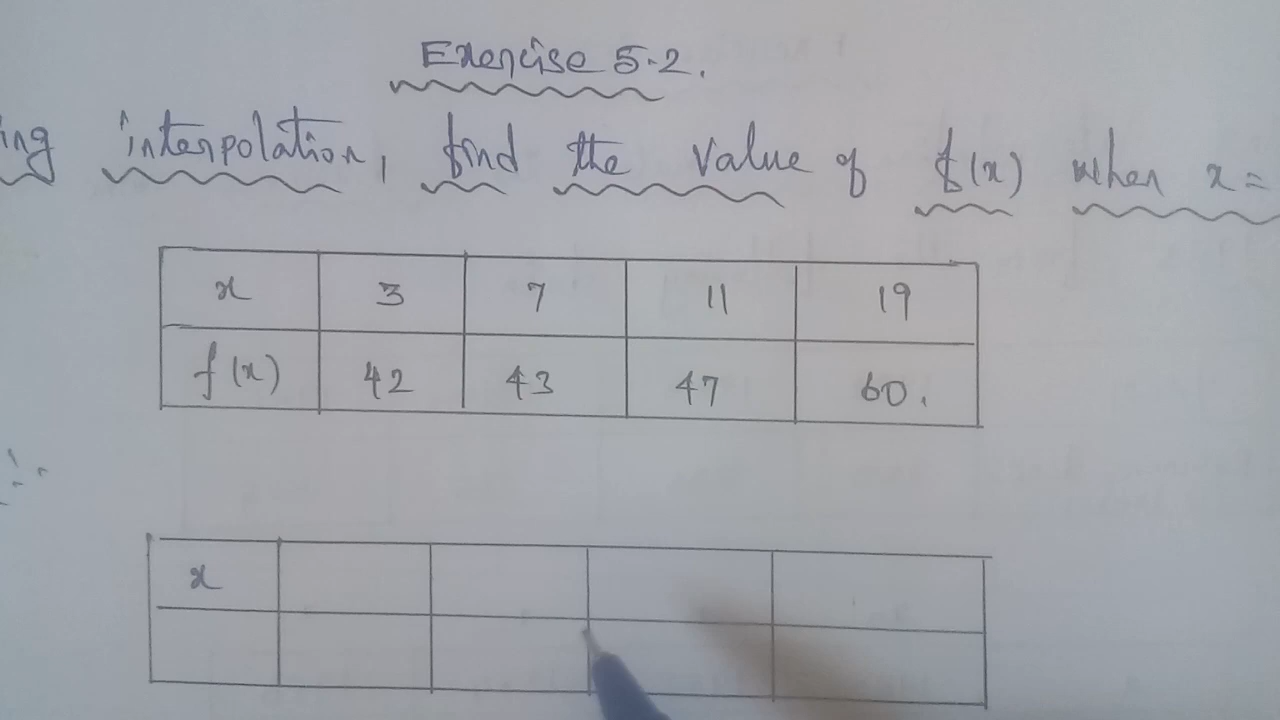 Exercise 5.2.
ing interpolation, find the value of f(x) when x=
x 3 7 11 19
f(x) 42 43 47 60.
x